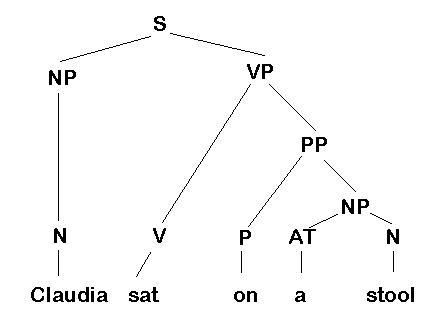 S
NP VP
PP
NP
N V P AT N
Claudia sat on a stool